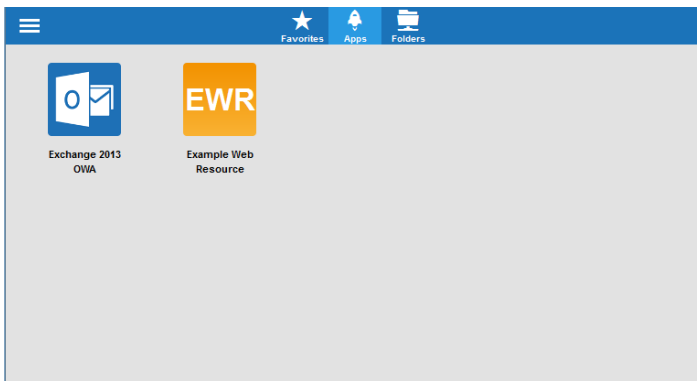 Favorites Apps Folders
O EWR
Exchange 2013 Example Web
OWA Resource